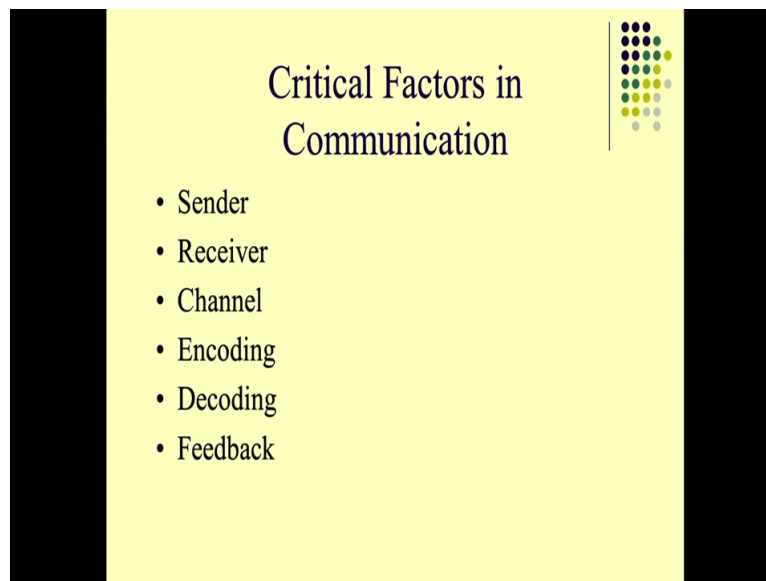 Critical Factors in
Communication
• Sender
• Receiver
• Channel
• Encoding
• Decoding
• Feedback